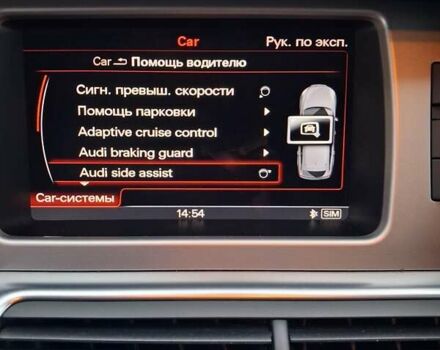 Car
Рук. по эксп.
Car Помощь водителю
Сигн. превыш. скорости
Помощь парковки
Adaptive cruise control
Audi braking guard
Audi side assist
Car-системы
14:54
SIM